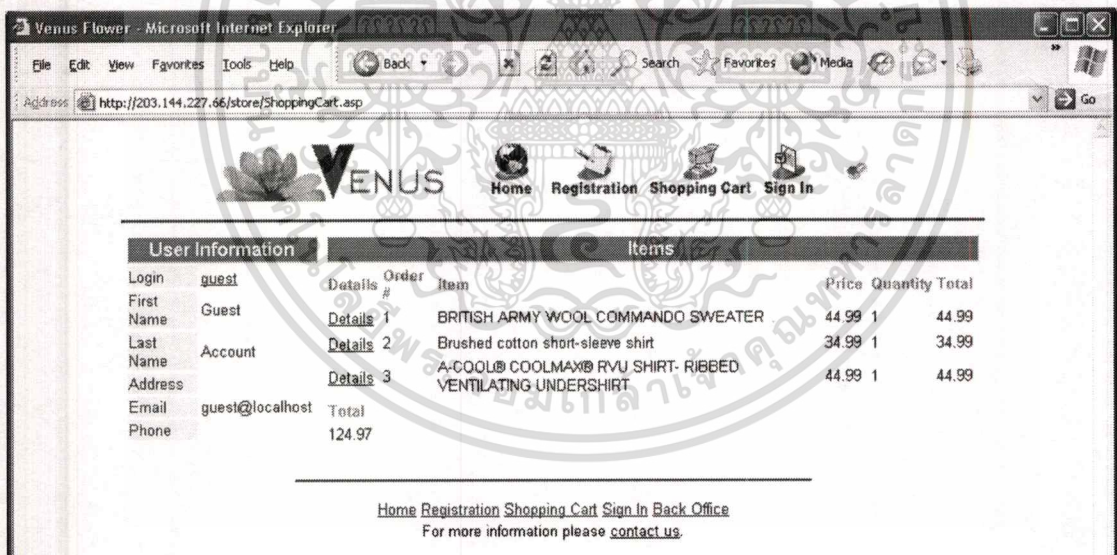 Venus Flower - Microsoft Internet Explorer
File Edit View Favorites Tools Help Back Search Favorites Media
Address http://203.144.227.66/store/ShoppingCart.asp Go
VENUS
Home Registration Shopping Cart Sign In
User Information
Login guest
First Name Guest
Last Name Account
Address
Email guest@localhost
Phone
Items
Details Order # Item Price Quantity Total
Details 1 BRITISH ARMY WOOL COMMANDO SWEATER 44.99 1 44.99
Details 2 Brushed cotton short-sleeve shirt 34.99 1 34.99
Details 3 A-COOL® COOLMAX® RVU SHIRT- RIBBED VENTILATING UNDERSHIRT 44.99 1 44.99
Total
124.97
Home Registration Shopping Cart Sign In Back Office
For more information please contact us.